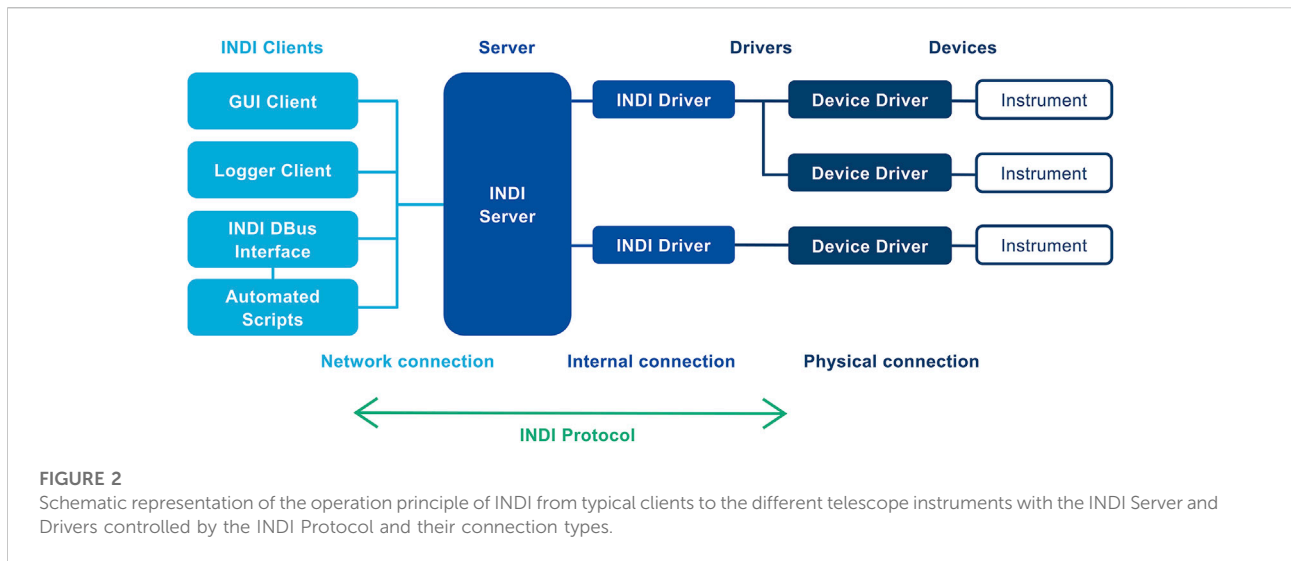 INDI Clients
Server
Drivers
Devices
GUI Client
Logger Client
INDI DBus
Interface
Automated
Scripts
INDI
Server
INDI Driver
Device Driver
Instrument
Device Driver
Instrument
INDI Driver
Device Driver
Instrument
Network connection
Internal connection
Physical connection
INDI Protocol
FIGURE 2
Schematic representation of the operation principle of INDI from typical clients to the different telescope instruments with the INDI Server and
Drivers controlled by the INDI Protocol and their connection types.